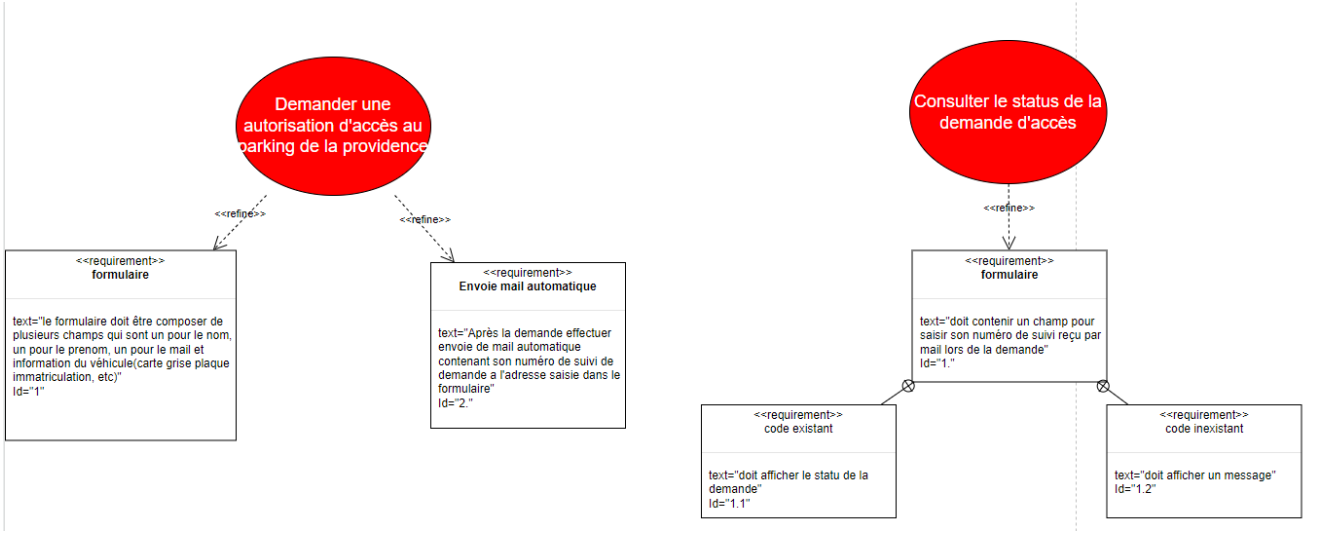 Demander une
autorisation d'accès au
parking de la providence
<<refine>>
<<refine>>
<<requirement>>
formulaire
text="le formulaire doit être composer de
plusieurs champs qui sont un pour le nom,
un pour le prenom, un pour le mail et
information du véhicule(carte grise plaque
immatriculation, etc)"
Id="1"
<<requirement>>
Envoie mail automatique
text="Après la demande effectuer
envoie de mail automatique
contenant son numéro de suivi de
demande a l'adresse saisie dans le
formulaire"
Id="2."
Consulter le status de la
demande d'accès
<<refine>>
<<requirement>>
formulaire
text="doit contenir un champ pour
saisir son numéro de suivi reçu par
mail lors de la demande"
Id="1."
<<requirement>>
code existant
text="doit afficher le statu de la
demande"
Id="1.1"
<<requirement>>
code inexistant
text="doit afficher un message"
Id="1.2"